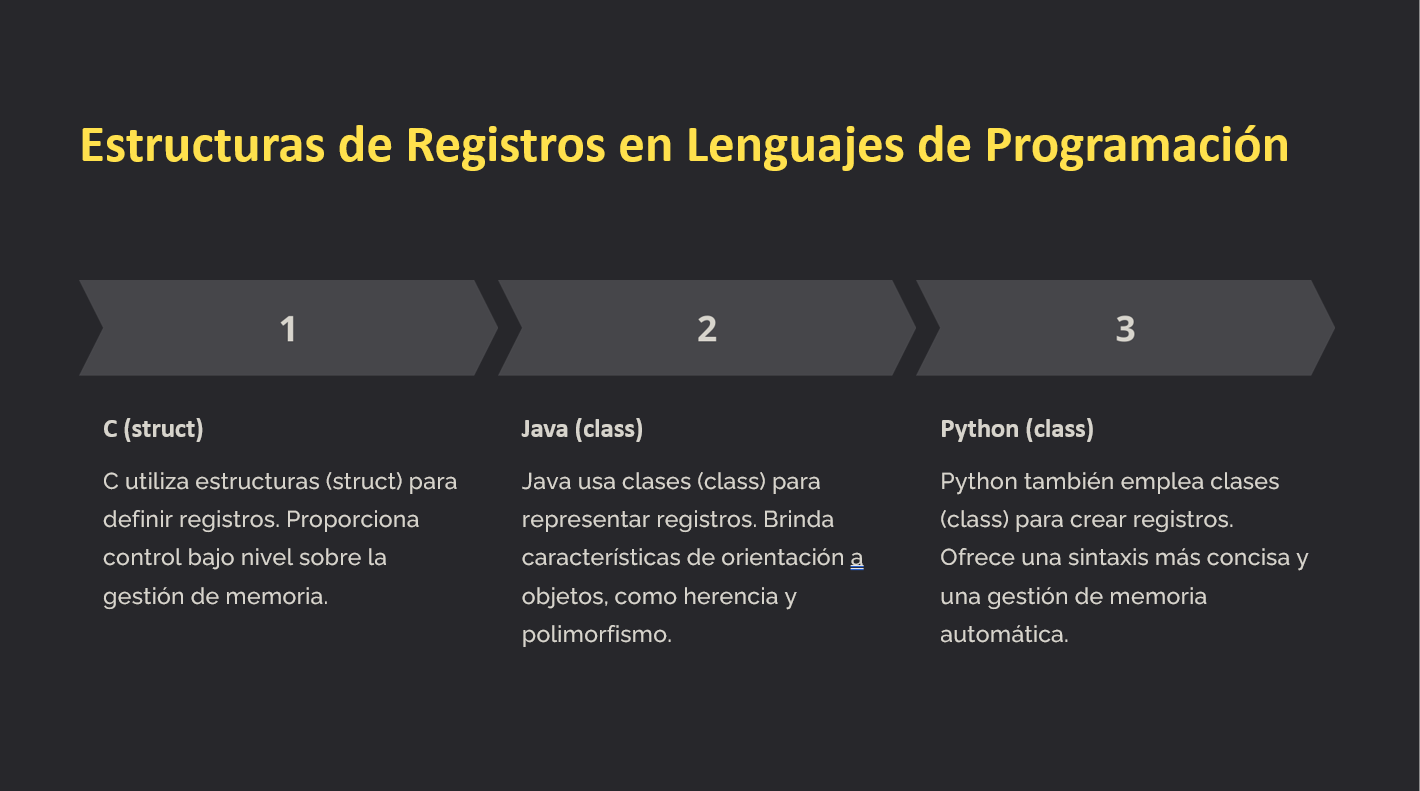 Estructuras de Registros en Lenguajes de Programación
1
2
3
C (struct)
C utiliza estructuras (struct) para
definir registros. Proporciona
control bajo nivel sobre la
gestión de memoria.
Java (class)
Java usa clases (class) para
representar registros. Brinda
características de orientación a
objetos, como herencia y
polimorfismo.
Python (class)
Python también emplea clases
(class) para crear registros.
Ofrece una sintaxis más concisa y
una gestión de memoria
automática.